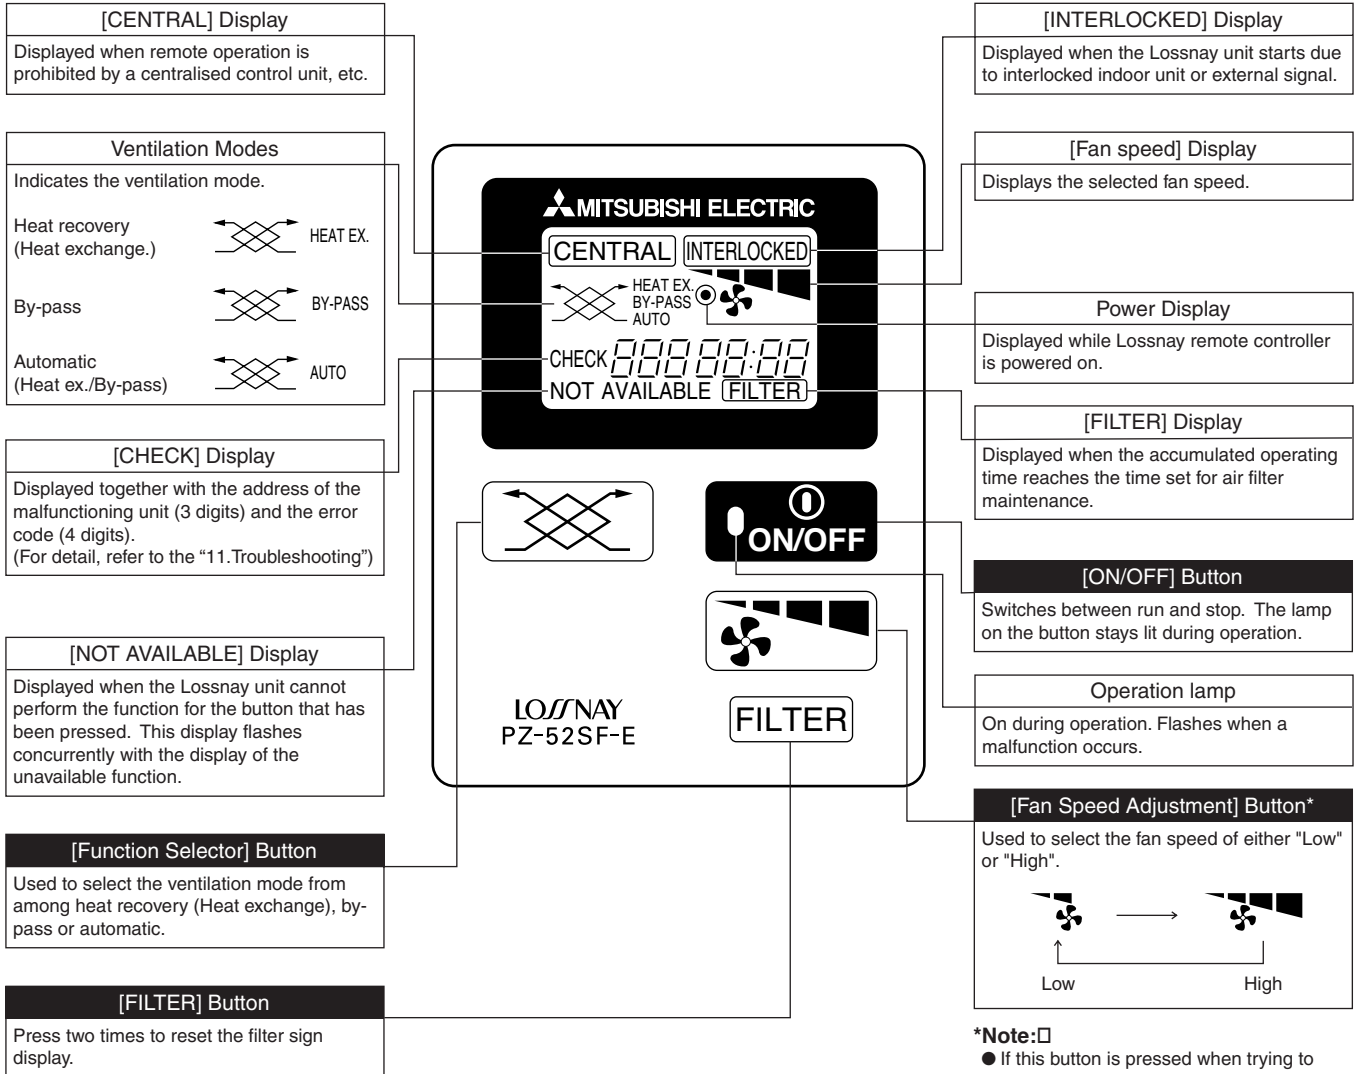 [CENTRAL] Display
Displayed when remote operation is
prohibited by a centralised control unit, etc.
Ventilation Modes
Indicates the ventilation mode.
Heat recovery
(Heat exchange.)
HEAT EX.
By-pass
BY-PASS
Automatic
(Heat ex./By-pass)
AUTO
[CHECK] Display
Displayed together with the address of the
malfunctioning unit (3 digits) and the error
code (4 digits).
(For detail, refer to the “11.Troubleshooting”)
[NOT AVAILABLE] Display
Displayed when the Lossnay unit cannot
perform the function for the button that has
been pressed. This display flashes
concurrently with the display of the
unavailable function.
[Function Selector] Button
Used to select the ventilation mode from
among heat recovery (Heat exchange), by-
pass or automatic.
[FILTER] Button
Press two times to reset the filter sign
display.
MITSUBISHI ELECTRIC
CENTRAL INTERLOCKED
HEAT EX.
BY-PASS
AUTO
CHECK 888 88:88
NOT AVAILABLE FILTER
ON/OFF
LOSSNAY
PZ-52SF-E
FILTER
[INTERLOCKED] Display
Displayed when the Lossnay unit starts due
to interlocked indoor unit or external signal.
[Fan speed] Display
Displays the selected fan speed.
Power Display
Displayed while Lossnay remote controller
is powered on.
[FILTER] Display
Displayed when the accumulated operating
time reaches the time set for air filter
maintenance.
[ON/OFF] Button
Switches between run and stop. The lamp
on the button stays lit during operation.
Operation lamp
On during operation. Flashes when a
malfunction occurs.
[Fan Speed Adjustment] Button*
Used to select the fan speed of either "Low"
or "High".
Low High
*Note:□
● If this button is pressed when trying to